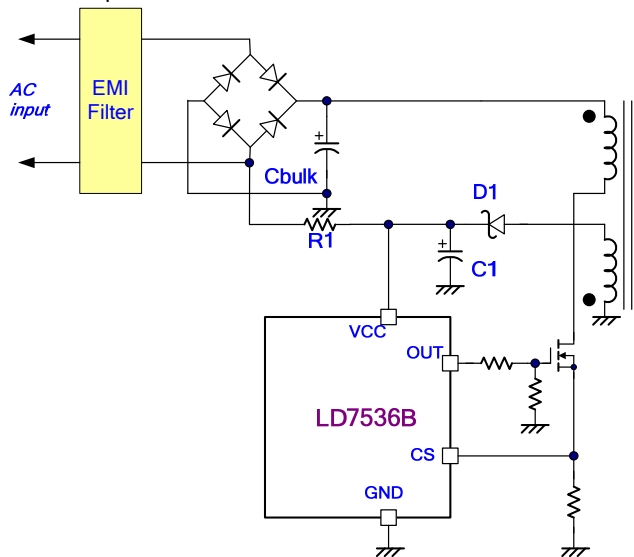 AC
input
EMI
Filter
+
Cbulk
R1
D1
+
C1
VCC
OUT
LD7536B
CS
GND